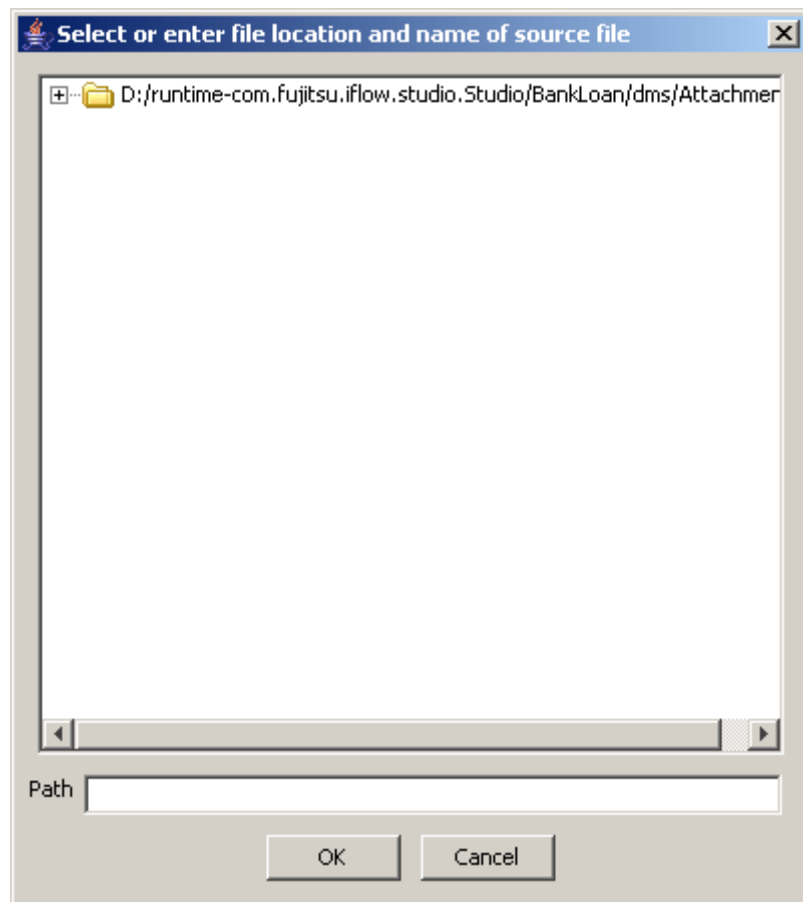 Select or enter file location and name of source file
D:/runtime-com.fujitsu.iflow.studio.Studio/BankLoan/dms/Attachmer
Path
OK
Cancel